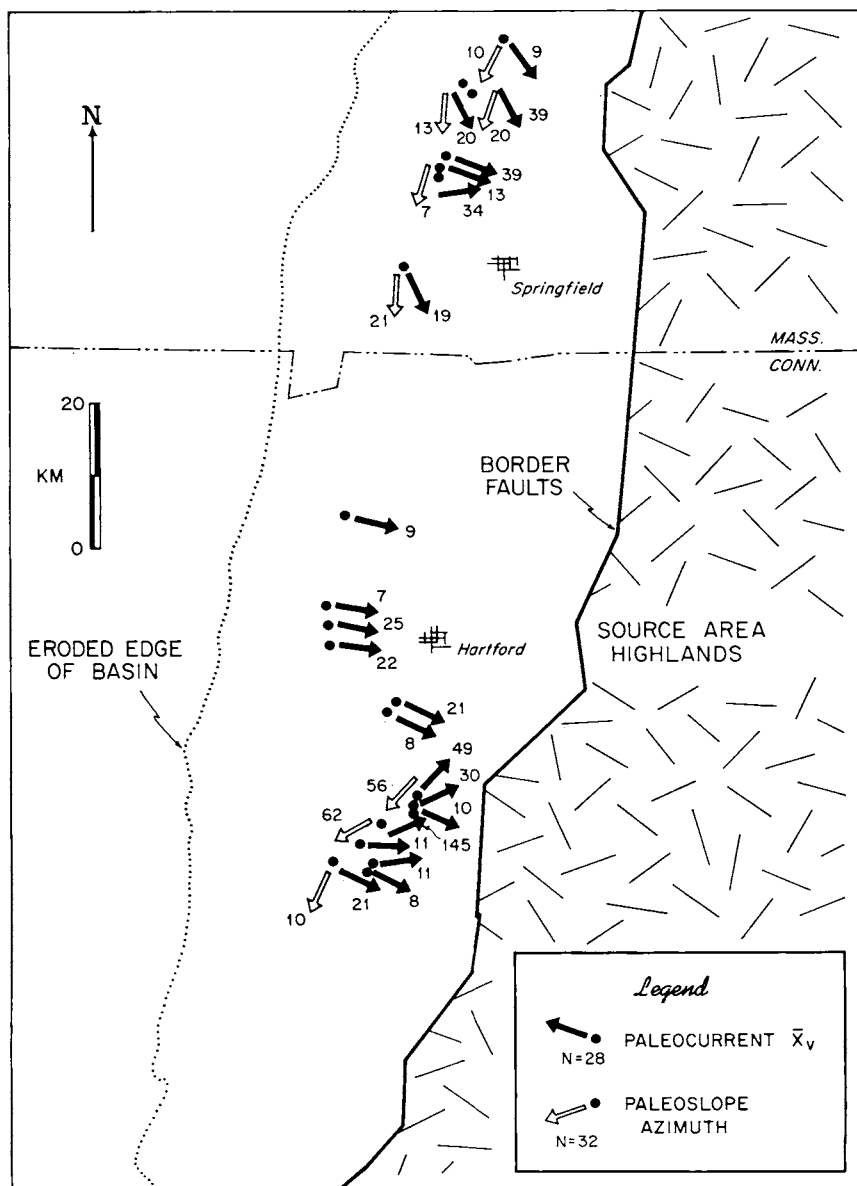 10
9
N
13
20
20
39
39
13
7
34
Springfield
21
19
MASS.
CONN.
20
KM
0
BORDER
FAULTS
9
7
25
22
Hartford
SOURCE AREA
HIGHLANDS
ERODED EDGE
OF BASIN
21
8
49
56
30
62
10
145
11
11
10
21
8
Legend
PALEOCURRENT X̄v
N=28
PALEOSLOPE
AZIMUTH
N=32